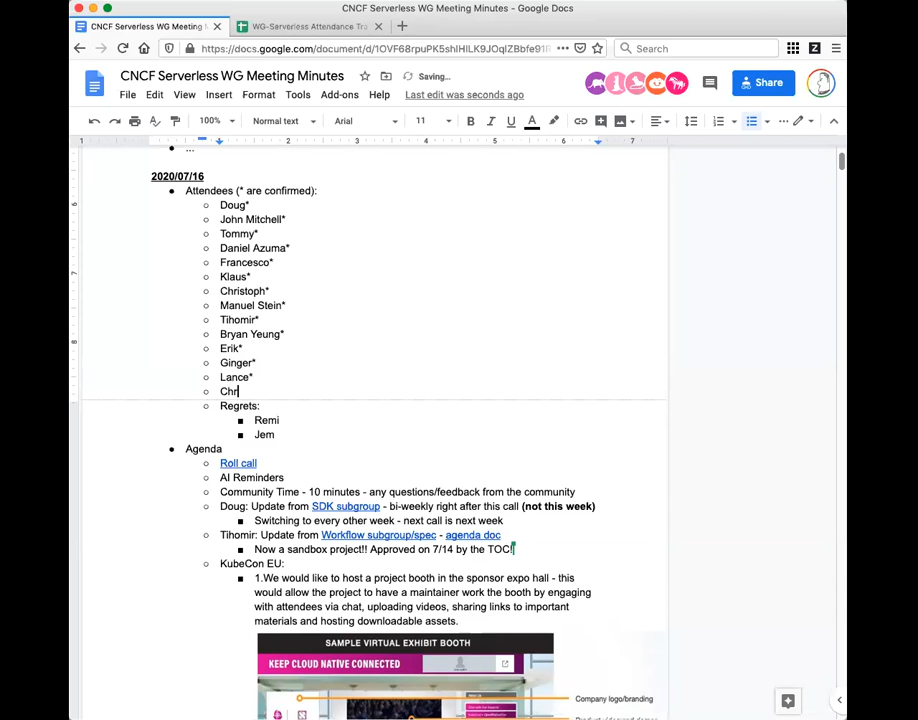 CNCF Serverless WG Meeting Minutes - Google Docs
CNCF Serverless WG Meeting
WG-Serverless Attendance Tra
https://docs.google.com/document/d/1OVF68rpuPK5shIHILK9JOqIZBbfe91
Search
CNCF Serverless WG Meeting Minutes
Saving...
File Edit View Insert Format Tools Add-ons Help Last edit was seconds ago
Share
100% Normal text Arial 11
1 1 2 3 4 5 6 7
...
2020/07/16
Attendees (* are confirmed):
Doug*
John Mitchell*
Tommy*
Daniel Azuma*
Francesco*
Klaus*
Christoph*
Manuel Stein*
Tihomir*
Bryan Yeung*
Erik*
Ginger*
Lance*
Chr
Regrets:
Remi
Jem
Agenda
Roll call
AI Reminders
Community Time - 10 minutes - any questions/feedback from the community
Doug: Update from SDK subgroup - bi-weekly right after this call (not this week)
Switching to every other week - next call is next week
Tihomir: Update from Workflow subgroup/spec - agenda doc
Now a sandbox project!! Approved on 7/14 by the TOC!
KubeCon EU:
1.We would like to host a project booth in the sponsor expo hall - this
would allow the project to have a maintainer work the booth by engaging
with attendees via chat, uploading videos, sharing links to important
materials and hosting downloadable assets.
SAMPLE VIRTUAL EXHIBIT BOOTH
KEEP CLOUD NATIVE CONNECTED
Company logo/branding